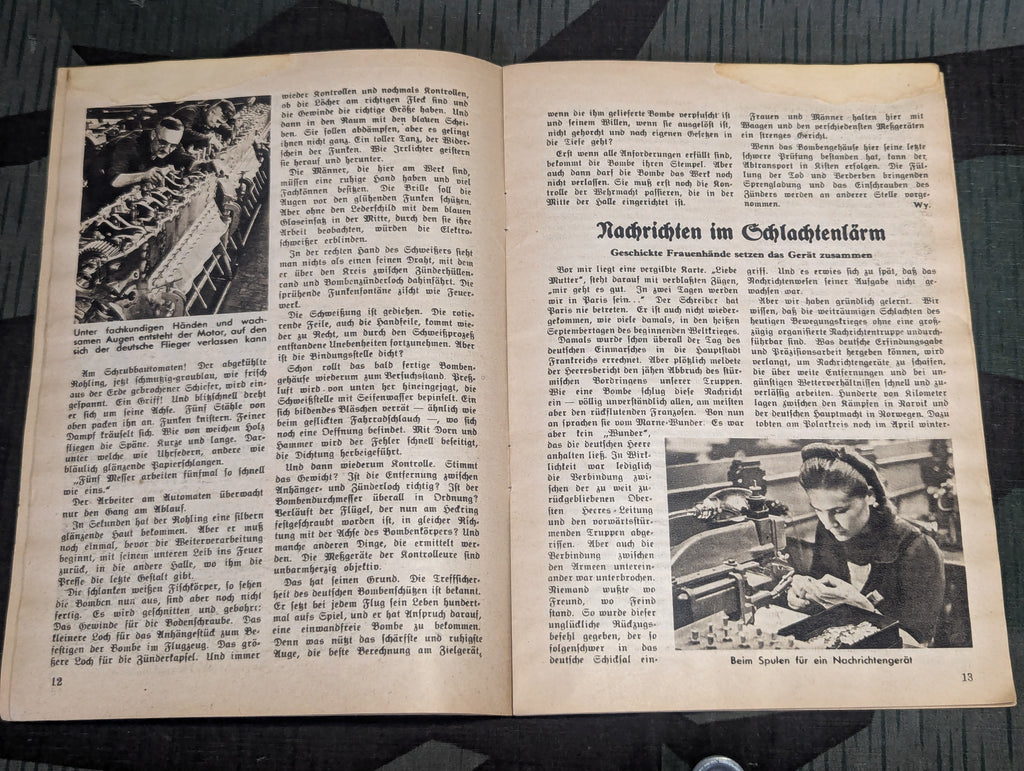 Unter fachkundigen Händen und wach-
samen Augen entsteht der Motor, auf den
sich der deutsche Flieger verlassen kann
Am Schrubbautomaten! Der abgekühlte
Rohling, jetzt schmutzig-graublau, wie frisch
aus der Erde gebrochener Schiefer, wird ein-
gespannt. Ein Griff! Und blitzschnell dreht
er sich um seine Achse. Fünf Stähle von
oben packen ihn an. Funken knistern. Feiner
Dampf kräuselt sich. Wie von weichem Holz
fliegen die Späne. Kurze und lange. Dar-
unter welche wie Uhrfedern, andere wie
bläulich glänzende Papierschlangen.
„Fünf Messer arbeiten fünfmal so schnell
wie eins.“
Der Arbeiter am Automaten überwacht
nur den Gang am Ablauf.
In Sekunden hat der Rohling eine silbern
glänzende Haut bekommen. Aber er muß
noch einmal, bevor die Weiterverarbeitung
beginnt, mit seinem unteren Leib ins Feuer
zurück, in die andere Halle, wo ihm die
Presse die letzte Gestalt gibt.
Die schlanken, weißen Fischkörper, so sehen
die Bomben nun aus, sind aber noch nicht
fertig. Es wird geschnitten und gebohrt:
Das Gewinde für die Bodenschraube. Das
kleinere Loch für das Anhängestück zum Be-
festigen der Bombe im Flugzeug. Das grö-
ßere Loch für die Zünderkapsel. Und immer
12
wieder Kontrollen und nochmals Kontrollen,
ob die Löcher am richtigen Fleck sind und
die Gewinde die richtige Größe haben. Und
dann in den Raum mit den blauen Schei-
ben. Sie sollen abdämpfen, aber es gelingt
ihnen nicht ganz. Ein toller Tanz, der Wider-
schein der Funken. Wie Irrlichter geistern
sie herauf und herunter.
Die Männer, die hier am Werk sind,
müssen eine ruhige Hand haben und viel
Fachkönnen besitzen. Die Brille soll die
Augen vor den glühenden Funken schützen.
Aber ohne den Lederschild mit dem blauen
Glaseinsatz in der Mitte, durch den sie ihre
Arbeit beobachten, würden die Elektro-
schweißer erblinden.
In der rechten Hand des Schweißers sieht
man nichts als einen feinen Draht, mit dem
er über den Kreis zwischen Zünderhüllen-
rand und Bombenzünderloch dahinfährt. Die
sprühende Funkenfontäne zischt wie Feuer-
werk.
Die Schweißung ist gediehen. Die rotie-
rende Feile, auch die Handfeile, kommt wie-
der zu Recht, um durch den Schweißprozeß
entstandene Unebenheiten fortzunehmen. Aber
ist die Bindungsstelle dicht?
Schon rollt das bald fertige Bomben-
gehäuse wiederum zum Versuchsstand. Preß-
luft wird von unten her hineingejagt, die
Schweißstelle mit Seifenwasser bepinselt. Ein
sich bildendes Bläschen verrät — ähnlich wie
beim geflickten Fahrradschlauch —, wo sich
noch eine Oeffnung befindet. Mit Dorn und
Hammer wird der Fehler schnell beseitigt,
die Dichtung herbeigeführt.
Und dann wiederum Kontrolle. Stimmt
das Gewicht? Ist die Entfernung zwischen
Anhänger- und Zünderloch richtig? Ist der
Bombendurchmesser überall in Ordnung?
Verläuft der Flügel, der nun am Heckring
festgeschraubt worden ist, in gleicher Rich-
tung mit der Achse des Bombenkörpers? Und
manche anderen Dinge, die ermittelt wer-
den. Die Meßgeräte der Kontrolleure sind
unbarmherzig objektiv.
Das hat seinen Grund. Die Treffsicher-
heit des deutschen Bombenschützen ist bekannt.
Er setzt bei jedem Flug sein Leben hundert-
mal aufs Spiel, und er hat Anspruch darauf,
eine einwandfreie Bombe zu bekommen.
Denn was nützt das schärfste und ruhigste
Auge, die beste Berechnung am Zielgerät,
wenn die ihm gelieferte Bombe verpfuscht ist
und seinem Willen, wenn sie ausgelöst ist,
nicht gehorcht und nach eigenen Gesetzen in
die Tiefe geht?
Erst wenn alle Anforderungen erfüllt sind,
bekommt die Bombe ihren Stempel. Aber
auch dann darf die Bombe das Werk noch
nicht verlassen. Sie muß erst noch die Kon-
trolle der Wehrmacht passieren, die in der
Mitte der Halle eingerichtet ist.
Frauen und Männer halten hier mit
Waagen und den verschiedensten Meßgeräten
ein strenges Gericht.
Wenn das Bombengehäuse hier seine letzte
schwere Prüfung bestanden hat, kann der
Abtransport in Kisten erfolgen. Die Fül-
lung der Tod und Verderben bringenden
Sprengladung und das Einschrauben des
Zünders werden an anderer Stelle vorge-
nommen. Wy.
Nachrichten im Schlachtenlärm
Geschickte Frauenhände setzen das Gerät zusammen
Vor mir liegt eine vergilbte Karte. „Liebe
Mutter“, steht darauf mit verblaßten Zügen,
„mir geht es gut. In zwei Tagen werden
wir in Paris sein...“ Der Schreiber hat
Paris nie betreten. Er ist auch nicht wieder-
gekommen, wie viele damals, in den heißen
Septembertagen des beginnenden Weltkrieges.
Damals wurde schon überall der Tag des
deutschen Einmarsches in die Hauptstadt
Frankreichs errechnet. Aber plötzlich meldete
der Heeresbericht den jähen Abbruch des stür-
mischen Vordringens unserer Truppen.
Wie eine Bombe schlug diese Nachricht
ein — völlig unverständlich allen, am meisten
aber den rückflutenden Franzosen. Von nun
an sprechen sie vom Marne-Wunder. Es war
aber kein „Wunder“,
das die deutschen Heere
anhalten ließ. In Wirk-
lichkeit war lediglich
die Verbindung zwi-
schen der zu weit zu-
rückgebliebenen Ober-
sten Heeres-Leitung
und den vorwärtsstür-
menden Truppen abge-
rissen. Aber auch die
Verbindung zwischen
den Armeen unterein-
ander war unterbrochen.
Niemand wußte wo
Freund, wo Feind
stand. So wurde dieser
unglückliche Rückzugs-
befehl gegeben, der so
folgenschwer in das
deutsche Schicksal ein-
griff. Und es erwies sich zu spät, daß das
Nachrichtenwesen seiner Aufgabe nicht ge-
wachsen war.
Aber wir haben gründlich gelernt. Wir
wissen, daß die weiträumigen Schlachten des
heutigen Bewegungskrieges ohne eine groß-
zügig organisierte Nachrichtentruppe undurch-
führbar sind. Was deutsche Erfindungsgabe
und Präzisionsarbeit hergeben können, wird
verlangt, um Nachrichtengeräte zu schaffen,
die über weite Entfernungen und bei un-
günstigen Wetterverhältnissen schnell und zu-
verlässig arbeiten. Hunderte von Kilometer
lagen zwischen den Kämpfen in Narvik und
der deutschen Hauptmacht in Norwegen. Dazu
tobten am Polarkreis noch im April winter-
Beim Spulen für ein Nachrichtengerät
13